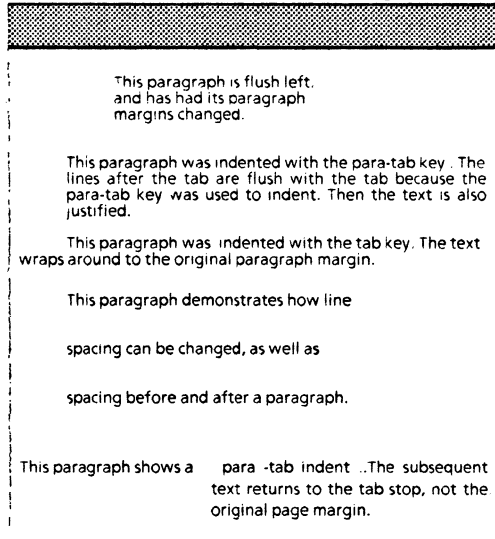 This paragraph is flush left.
and has had its paragraph
margins changed.
This paragraph was indented with the para-tab key . The
lines after the tab are flush with the tab because the
para-tab key was used to indent. Then the text is also
justified.
This paragraph was indented with the tab key. The text
wraps around to the original paragraph margin.
This paragraph demonstrates how line
spacing can be changed, as well as
spacing before and after a paragraph.
This paragraph shows a para -tab indent ..The subsequent
text returns to the tab stop, not the
original page margin.